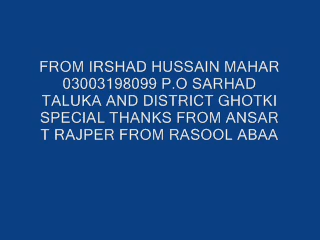 FROM IRSHAD HUSSAIN MAHAR
03003198099 P.O SARHAD
TALUKA AND DISTRICT GHOTKI
SPECIAL THANKS FROM ANSAR
T RAJPER FROM RASOOL ABAA